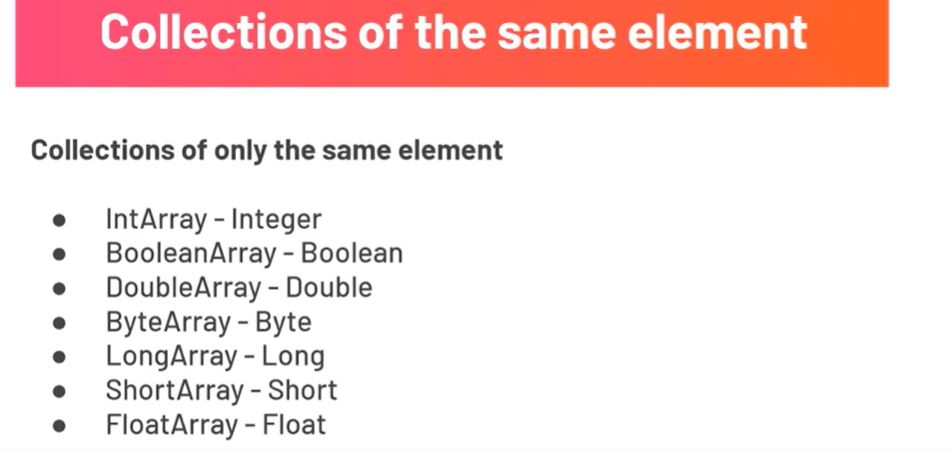 Collections of the same element
Collections of only the same element
● IntArray - Integer
● BooleanArray - Boolean
● DoubleArray - Double
● ByteArray - Byte
● LongArray - Long
● ShortArray - Short
● FloatArray - Float